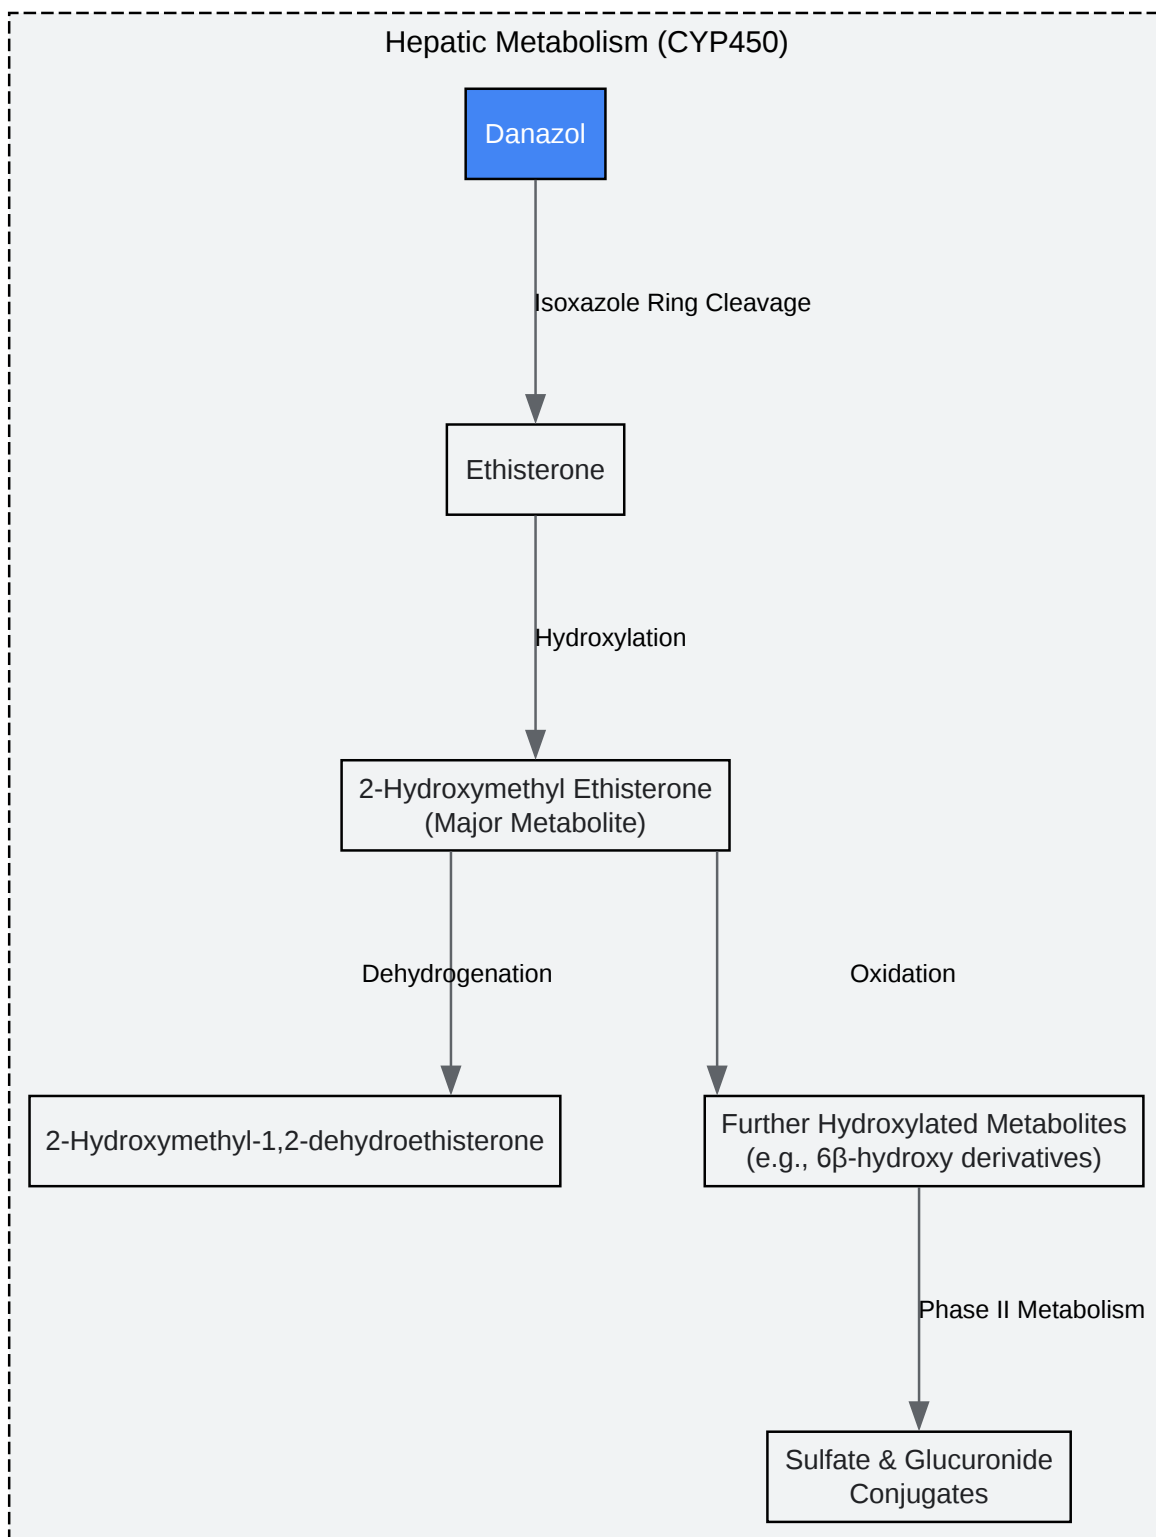 Hepatic Metabolism (CYP450)
Danazol
Isoxazole Ring Cleavage
Ethisterone
Hydroxylation
2-Hydroxymethyl Ethisterone
(Major Metabolite)
Dehydrogenation
Oxidation
2-Hydroxymethyl-1,2-dehydroethisterone
Further Hydroxylated Metabolites
(e.g., 6β-hydroxy derivatives)
Phase II Metabolism
Sulfate & Glucuronide
Conjugates